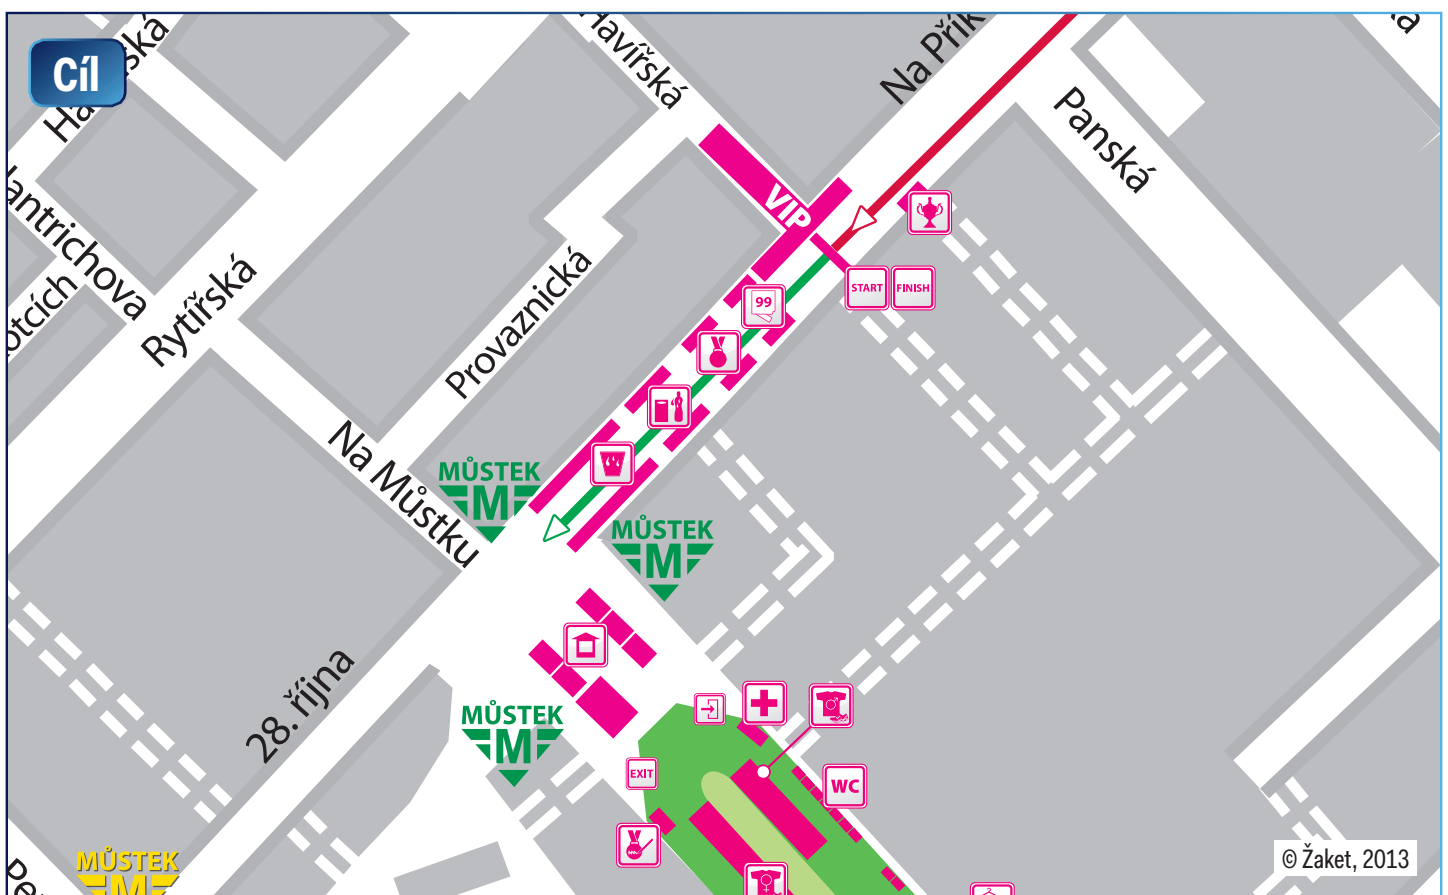 Cíl
Havířská
Na Přík
Panská
VIP
START
FINISH
99
Rytířská
Provaznická
Na Můstku
MŮSTEK
M
MŮSTEK
M
28. října
MŮSTEK
M
EXIT
WC
MŮSTEK
M
© Žaket, 2013